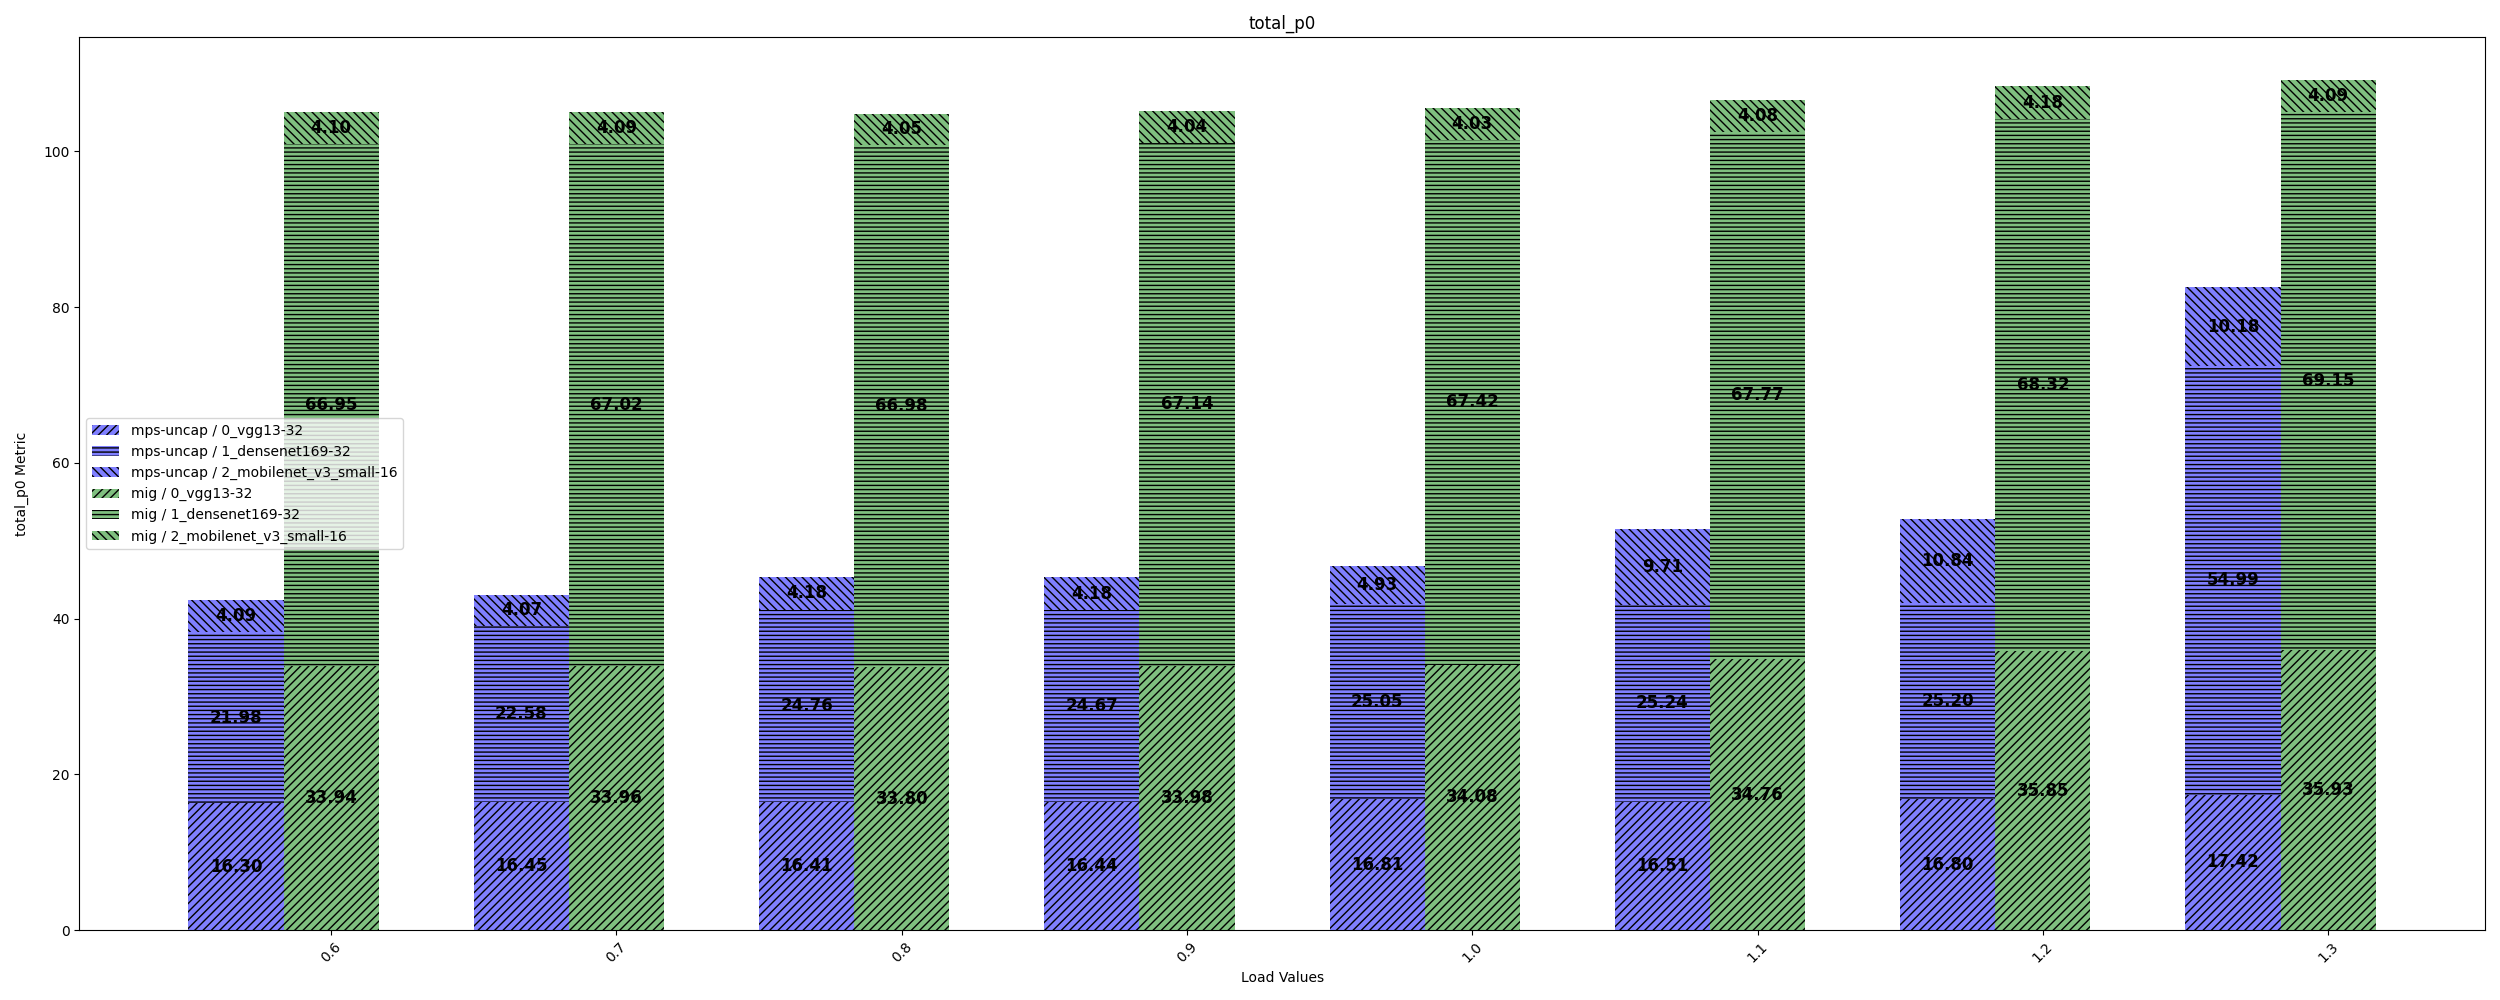 total_p0
total_p0 Metric
100
80
60
40
20
0
4.10 4.09 4.05 4.04 4.03 4.08 4.18 4.09
10.18
66.95 67.02 66.98 67.14 67.42 67.77 68.32 69.15
mps-uncap / 0_vgg13-32
mps-uncap / 1_densenet169-32
mps-uncap / 2_mobilenet_v3_small-16
mig / 0_vgg13-32
mig / 1_densenet169-32
mig / 2_mobilenet_v3_small-16
4.09 4.07 4.18 4.18 4.93 9.71 10.84 54.99
21.98 22.58 24.76 24.67 25.05 25.24 25.20
33.94 33.96 33.80 33.98 34.08 34.76 35.85 35.93
16.30 16.45 16.41 16.44 16.81 16.51 16.80 17.42
0.6 0.7 0.8 0.9 1.0 1.1 1.2 1.3
Load Values